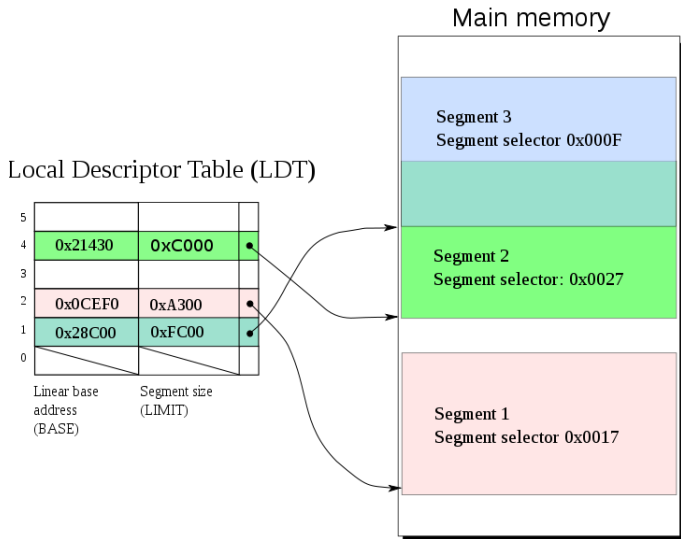 Main memory
Segment 3
Segment selector 0x000F
Local Descriptor Table (LDT)
5
4 0x21430 0xC000
3
2 0x0CEF0 0xA300
1 0x28C00 0xFC00
0
Linear base
address
(BASE)
Segment size
(LIMIT)
Segment 2
Segment selector: 0x0027
Segment 1
Segment selector 0x0017